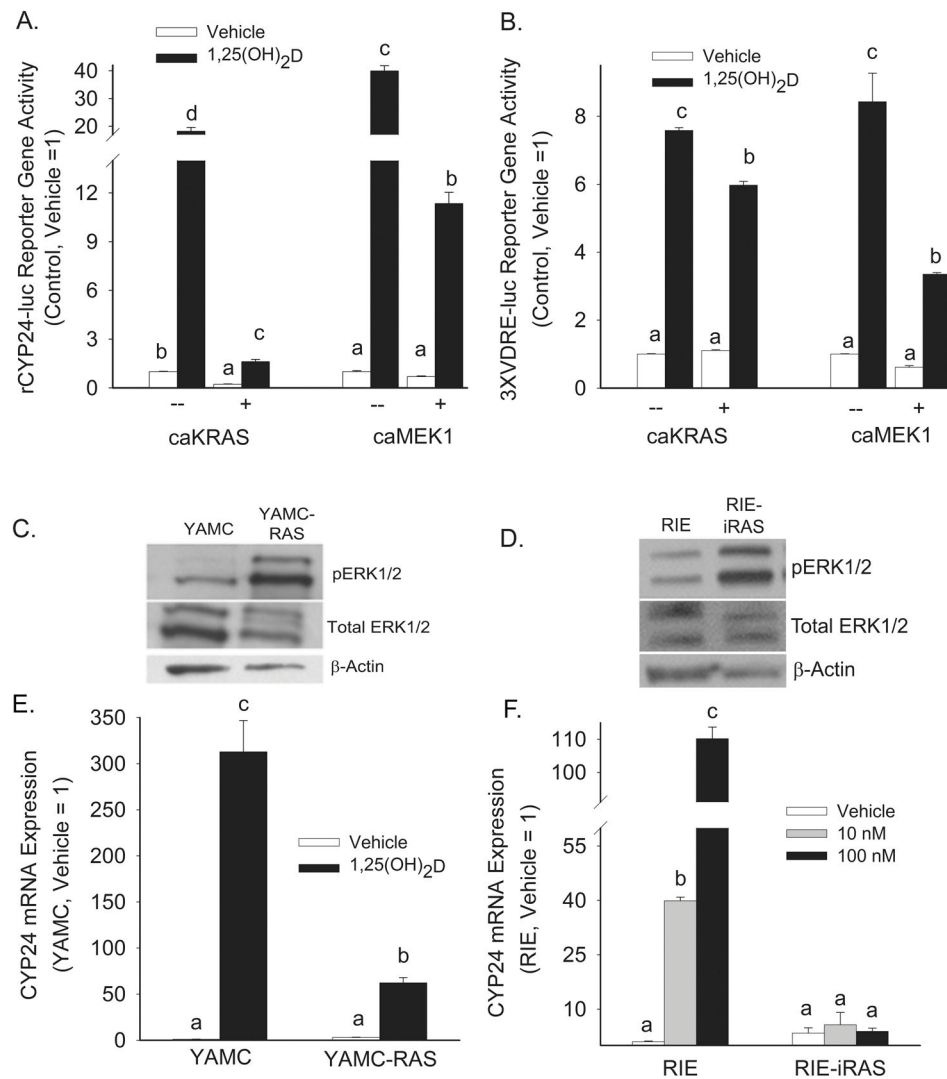 A.
Vehicle
1,25(OH)2D
rCYP24-luc Reporter Gene Activity
(Control, Vehicle =1)
40
30
20
12
9
6
3
1
0
b
d
a
c
a
c
a
b
--
+
--
+
caKRAS
caMEK1
B.
Vehicle
1,25(OH)2D
3XVDRE-luc Reporter Gene Activity
(Control, Vehicle =1)
8
6
4
2
0
a
c
a
b
a
c
a
b
--
+
--
+
caKRAS
caMEK1
C.
YAMC
YAMC-
RAS
pERK1/2
Total ERK1/2
β-Actin
D.
RIE
RIE-
iRAS
pERK1/2
Total ERK1/2
β-Actin
E.
CYP24 mRNA Expression
(YAMC, Vehicle = 1)
350
300
250
200
150
100
50
0
Vehicle
1,25(OH)2D
a
c
a
b
YAMC
YAMC-RAS
F.
CYP24 mRNA Expression
(RIE, Vehicle = 1)
110
100
55
40
25
10
Vehicle
10 nM
100 nM
a
b
c
a
a
a
RIE
RIE-iRAS